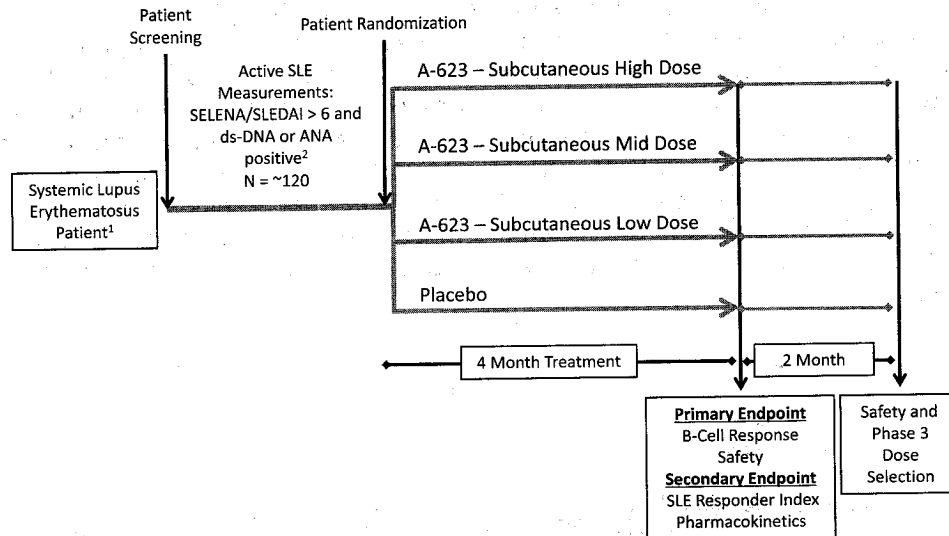 Patient
Screening
Patient Randomization
Active SLE
Measurements:
SELENA/SLEDAI > 6 and
ds-DNA or ANA
positive²
N = ~120
Systemic Lupus
Erythematosus
Patient¹
A-623 – Subcutaneous High Dose
A-623 – Subcutaneous Mid Dose
A-623 – Subcutaneous Low Dose
Placebo
4 Month Treatment
2 Month
Primary Endpoint
B-Cell Response
Safety
Secondary Endpoint
SLE Responder Index
Pharmacokinetics
Safety and
Phase 3
Dose
Selection